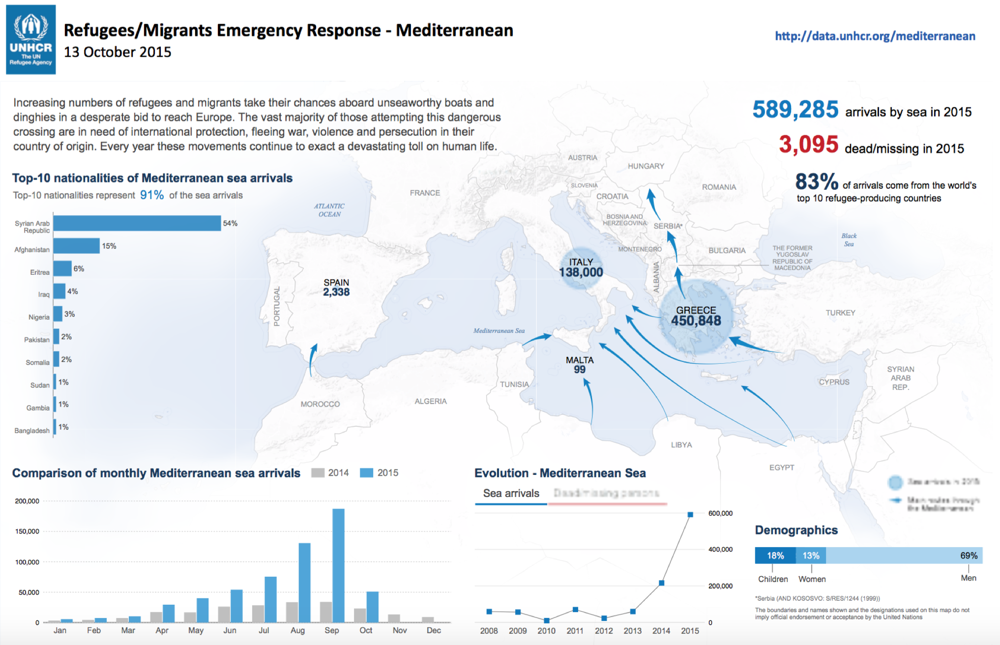 UNHCR
The UN
Refugee Agency
Refugees/Migrants Emergency Response - Mediterranean
13 October 2015
http://data.unhcr.org/mediterranean
Increasing numbers of refugees and migrants take their chances aboard unseaworthy boats and
dinghies in a desperate bid to reach Europe. The vast majority of those attempting this dangerous
crossing are in need of international protection, fleeing war, violence and persecution in their
country of origin. Every year these movements continue to exact a devastating toll on human life.
589,285 arrivals by sea in 2015
3,095 dead/missing in 2015
83% of arrivals come from the world's
top 10 refugee-producing countries
Top-10 nationalities of Mediterranean sea arrivals
Top-10 nationalities represent 91% of the sea arrivals
Syrian Arab
Republic
54%
Afghanistan 15%
Eritrea 6%
Iraq 4%
Nigeria 3%
Pakistan 2%
Somalia 2%
Sudan 1%
Gambia 1%
Bangladesh 1%
ATLANTIC
OCEAN
FRANCE
AUSTRIA
HUNGARY
SLOVENIA
CROATIA
ROMANIA
BOSNIA AND
HERZEGOVINA
SERBIA*
MONTENEGRO
BULGARIA
Black
Sea
THE FORMER
YUGOSLAV
REPUBLIC OF
MACEDONIA
ITALY
138,000
ALBANIA
SPAIN
2,338
PORTUGAL
GREECE
450,848
TURKEY
Mediterranean Sea
MALTA
99
TUNISIA
CYPRUS
SYRIAN
ARAB
REP.
MOROCCO
ALGERIA
LIBYA
EGYPT
Comparison of monthly Mediterranean sea arrivals 2014 2015
200,000
150,000
100,000
50,000
0
Jan Feb Mar Apr May Jun Jul Aug Sep Oct Nov Dec
Evolution - Mediterranean Sea
Sea arrivals Dead/missing persons
600,000
400,000
200,000
0
2008 2009 2010 2011 2012 2013 2014 2015
Demographics
18% 13% 69%
Children Women Men
*Serbia (AND KOSOSVO: S/RES/1244 (1999))
The boundaries and names shown and the designations used on this map do not
imply official endorsement or acceptance by the United Nations